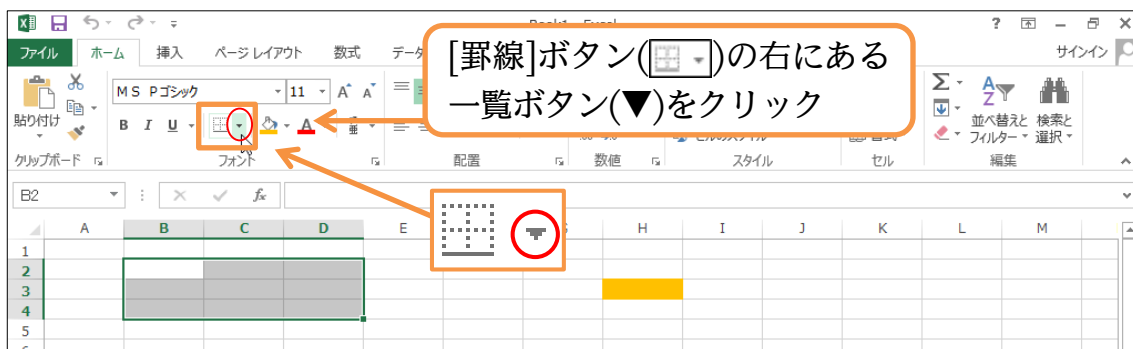 Book1 - Excel
ファイル ホーム 挿入 ページ レイアウト 数式 サインイン
[罫線]ボタン( )の右にある
一覧ボタン(▼)をクリック
ＭＳ Ｐゴシック 11 A A
貼り付け
B I U A
Σ
並べ替えと
フィルター
検索と
選択
クリップボード フォント 配置 数値 スタイル セル 編集
B2 fx
A B C D E H I J K L M
1
2
3
4
5